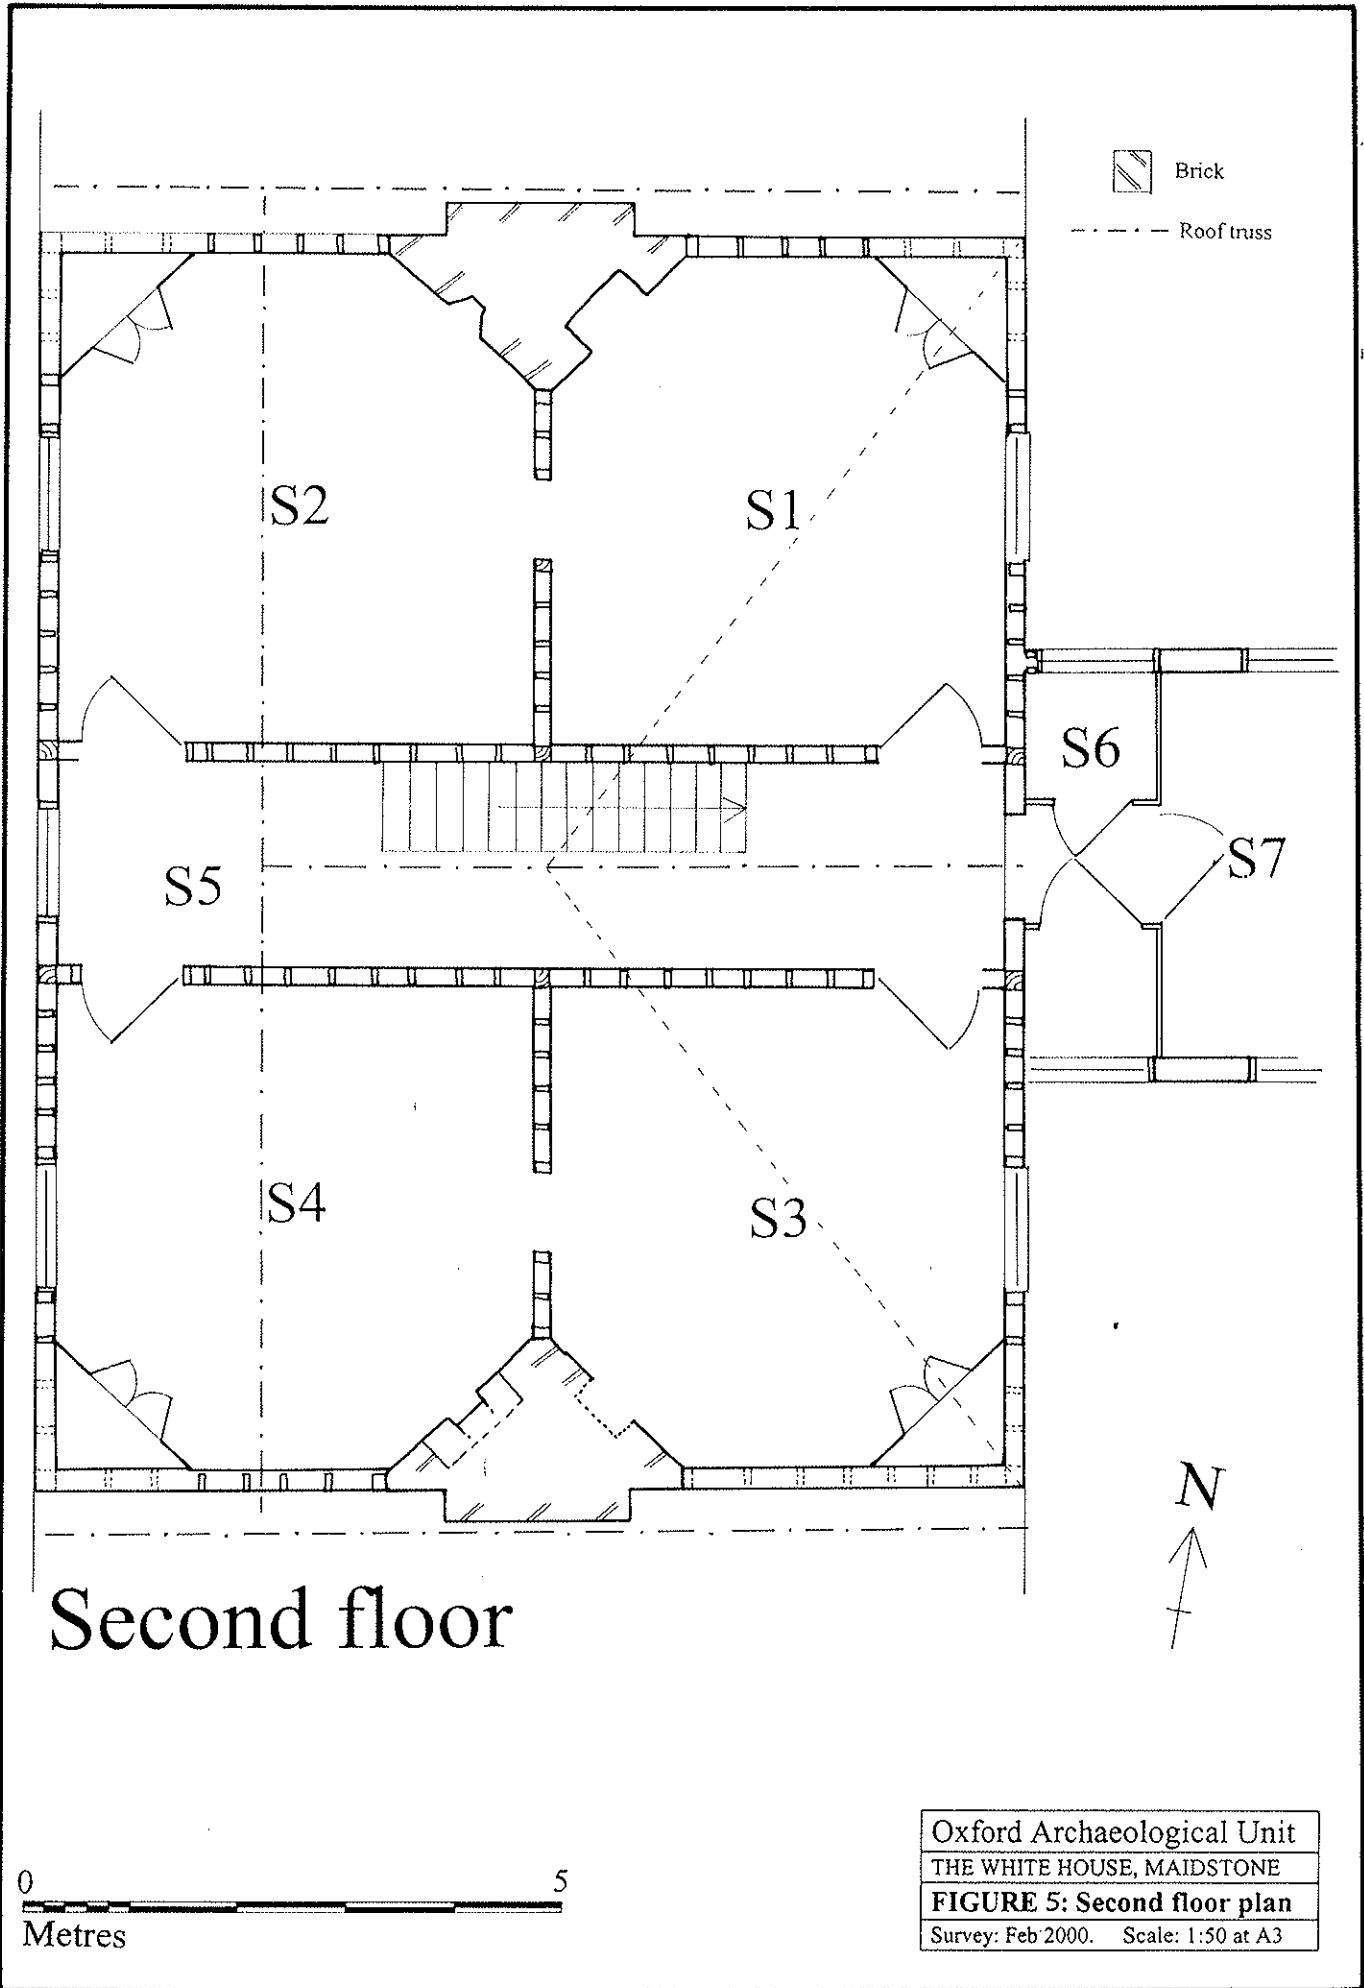 Brick
Roof truss
S2
S1
S6
S7
S5
S4
S3
N
Second floor
0 5
Metres
Oxford Archaeological Unit
THE WHITE HOUSE, MAIDSTONE
FIGURE 5: Second floor plan
Survey: Feb 2000. Scale: 1:50 at A3